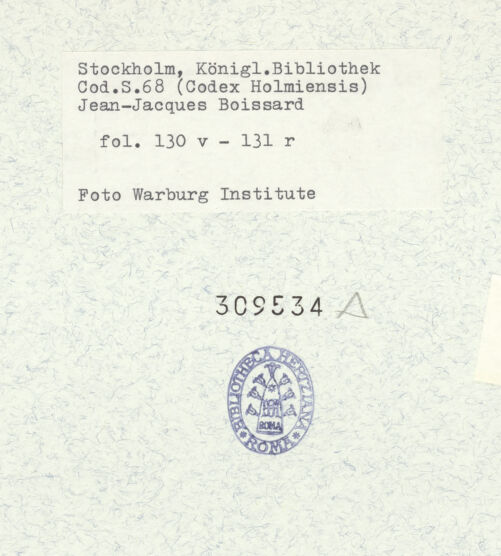 Stockholm, Königl.Bibliothek
Cod.S.68 (Codex Holmiensis)
Jean-Jacques Boissard
fol. 130 v - 131 r
Foto Warburg Institute
309534 A
BIBLIOTHECA HERTZIANA
ROMA
* ROMA *